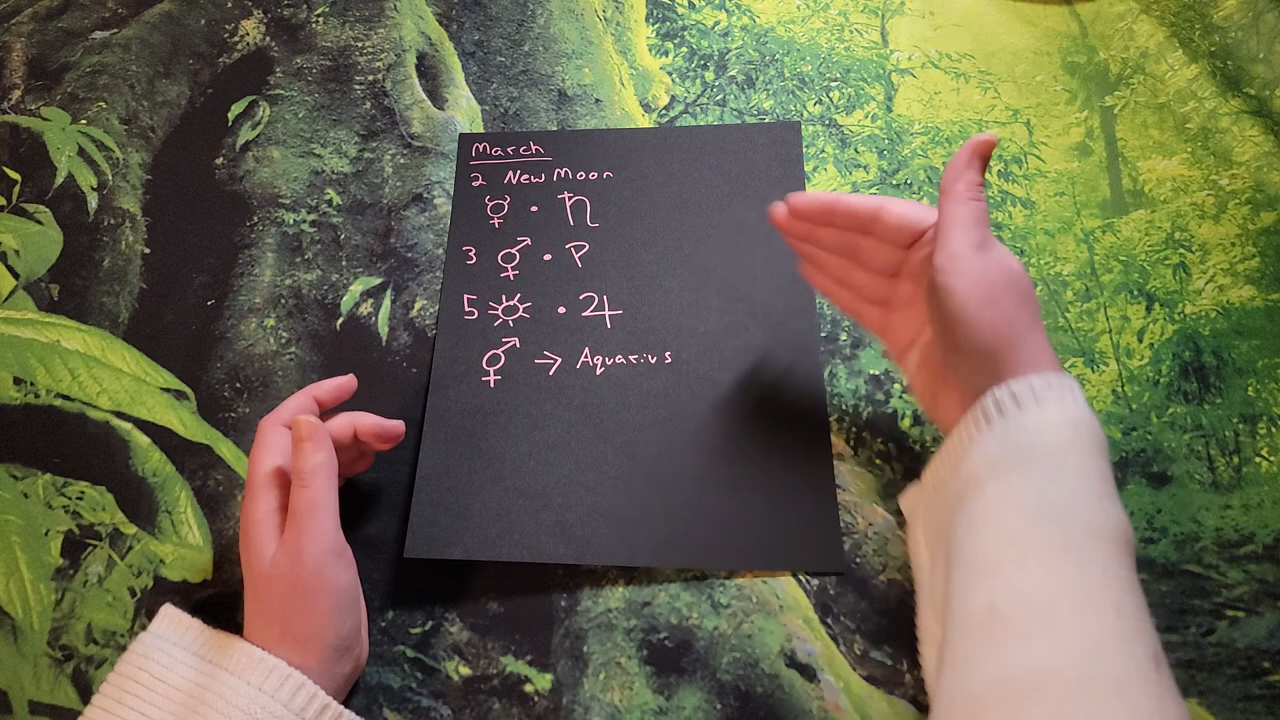 March
2 New Moon
☿ • ♄
3 ⚥ • P
5 ☼ • ♃
⚥ → Aquarius